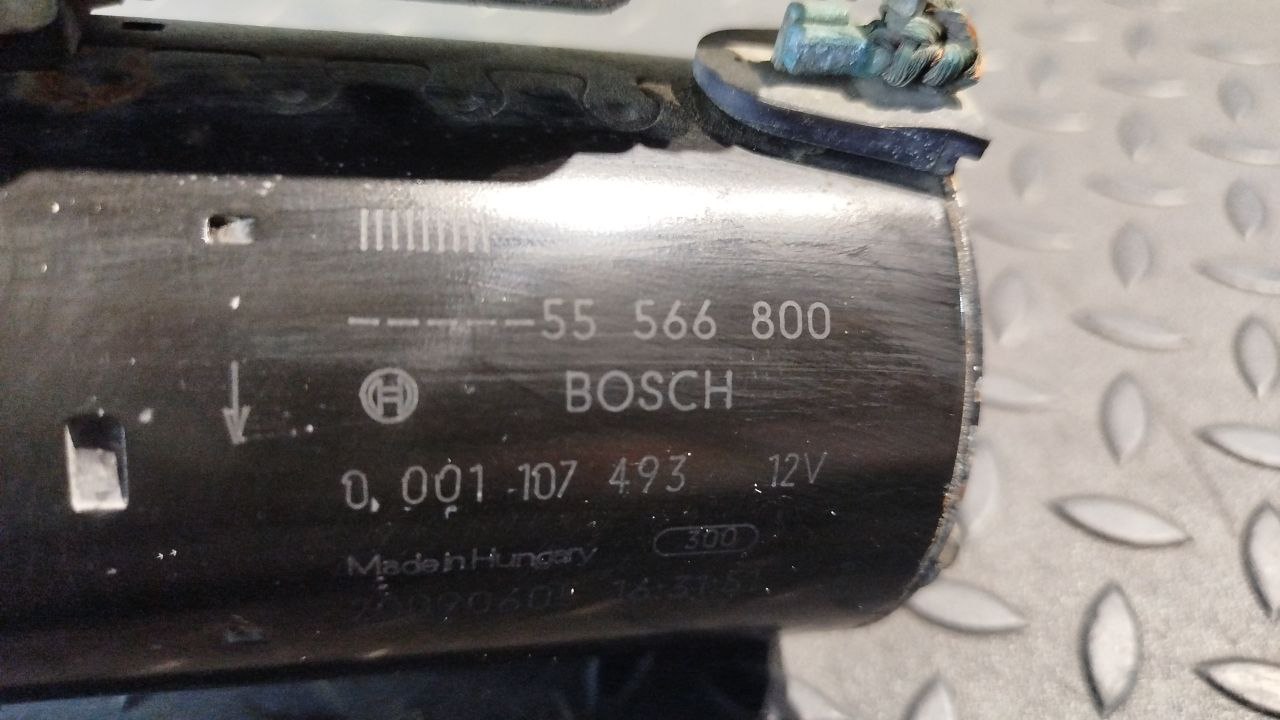 ------55 566 800
BOSCH
0 001 107 493 12V
Made in Hungary 300